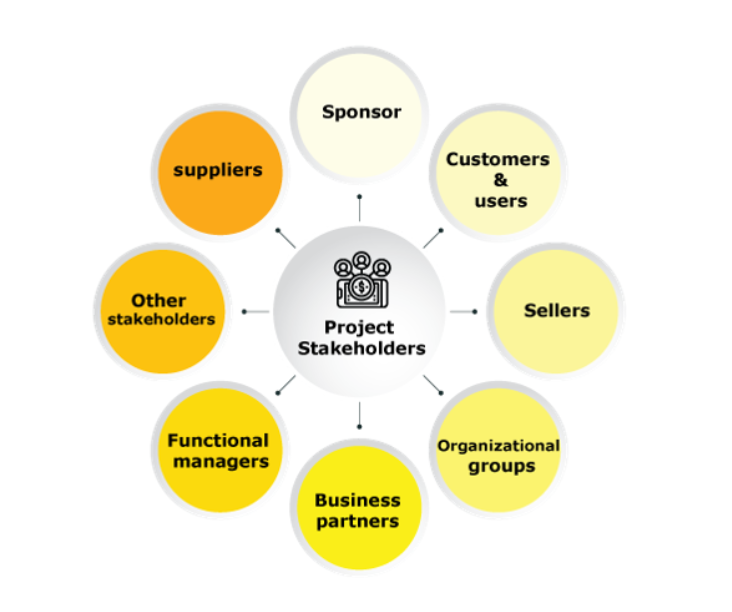 Sponsor
Customers
&
users
Sellers
Organizational
groups
Business
partners
Functional
managers
Other
stakeholders
suppliers
$
Project
Stakeholders